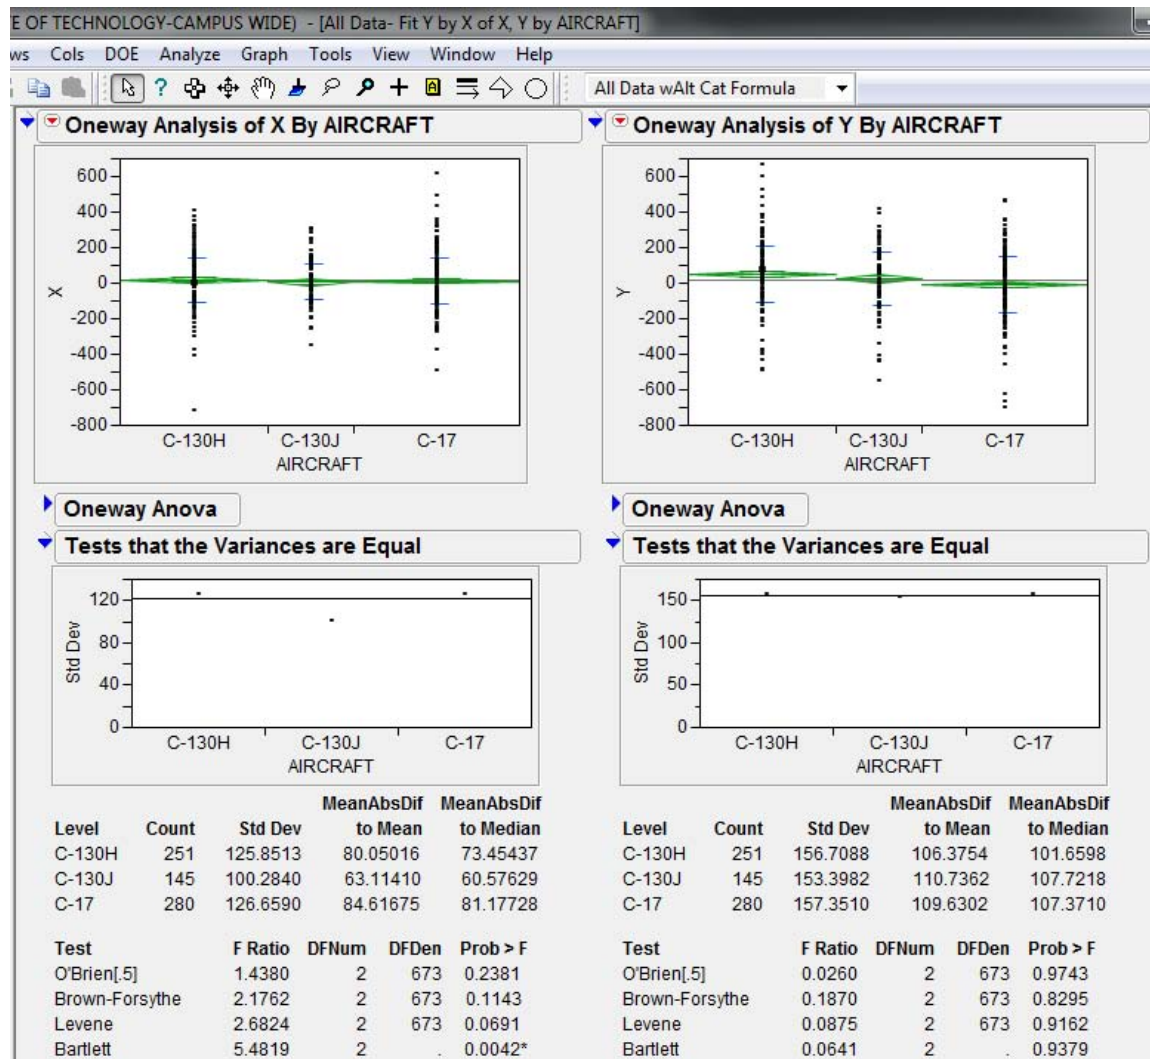 E OF TECHNOLOGY-CAMPUS WIDE) - [All Data- Fit Y by X of X, Y by AIRCRAFT]
ws Cols DOE Analyze Graph Tools View Window Help
All Data wAlt Cat Formula
Oneway Analysis of X By AIRCRAFT
600
400
200
0
-200
-400
-600
-800
X
C-130H C-130J C-17
AIRCRAFT
Oneway Anova
Tests that the Variances are Equal
120
80
40
0
Std Dev
C-130H C-130J C-17
AIRCRAFT
MeanAbsDif MeanAbsDif
Level Count Std Dev to Mean to Median
C-130H 251 125.8513 80.05016 73.45437
C-130J 145 100.2840 63.11410 60.57629
C-17 280 126.6590 84.61675 81.17728
Test F Ratio DFNum DFDen Prob > F
O'Brien[.5] 1.4380 2 673 0.2381
Brown-Forsythe 2.1762 2 673 0.1143
Levene 2.6824 2 673 0.0691
Bartlett 5.4819 2 . 0.0042*
Oneway Analysis of Y By AIRCRAFT
600
400
200
0
-200
-400
-600
-800
Y
C-130H C-130J C-17
AIRCRAFT
Oneway Anova
Tests that the Variances are Equal
150
100
50
0
Std Dev
C-130H C-130J C-17
AIRCRAFT
MeanAbsDif MeanAbsDif
Level Count Std Dev to Mean to Median
C-130H 251 156.7088 106.3754 101.6598
C-130J 145 153.3982 110.7362 107.7218
C-17 280 157.3510 109.6302 107.3710
Test F Ratio DFNum DFDen Prob > F
O'Brien[.5] 0.0260 2 673 0.9743
Brown-Forsythe 0.1870 2 673 0.8295
Levene 0.0875 2 673 0.9162
Bartlett 0.0641 2 . 0.9379